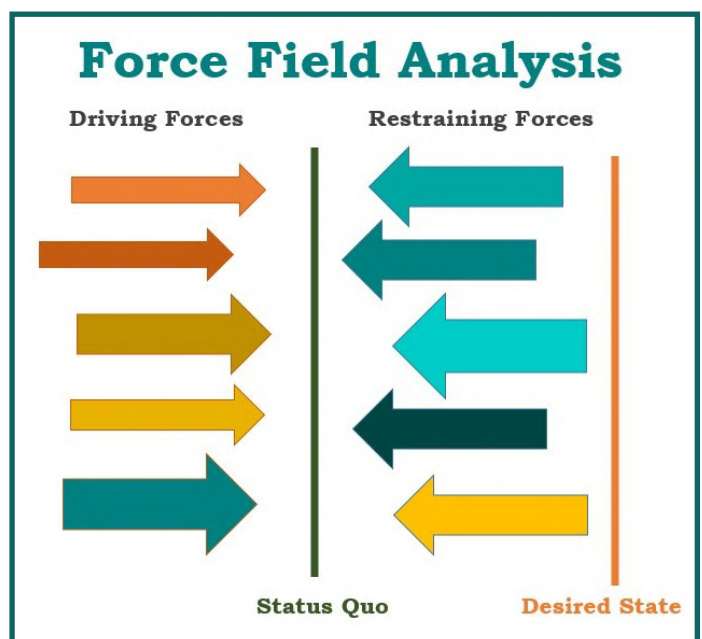 Force Field Analysis
Driving Forces
Restraining Forces
Status Quo
Desired State